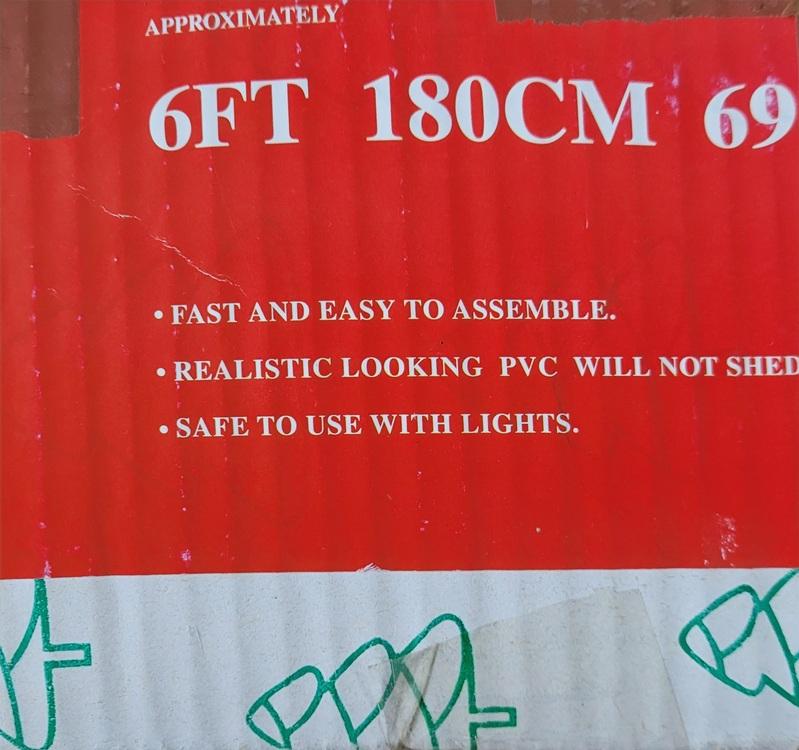 APPROXIMATELY
6FT 180CM 69
• FAST AND EASY TO ASSEMBLE.
• REALISTIC LOOKING PVC WILL NOT SHED
• SAFE TO USE WITH LIGHTS.